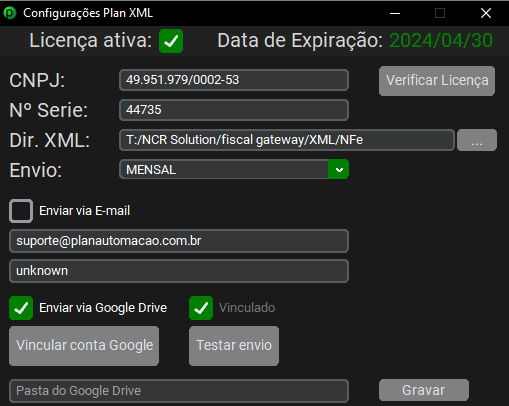 Configurações Plan XML
Licença ativa: Data de Expiração: 2024/04/30
CNPJ: 49.951.979/0002-53 Verificar Licença
Nº Serie: 44735
Dir. XML: T:/NCR Solution/fiscal gateway/XML/NFe ...
Envio: MENSAL
Enviar via E-mail
suporte@planautomacao.com.br
unknown
Enviar via Google Drive Vinculado
Vincular conta Google Testar envio
Pasta do Google Drive Gravar